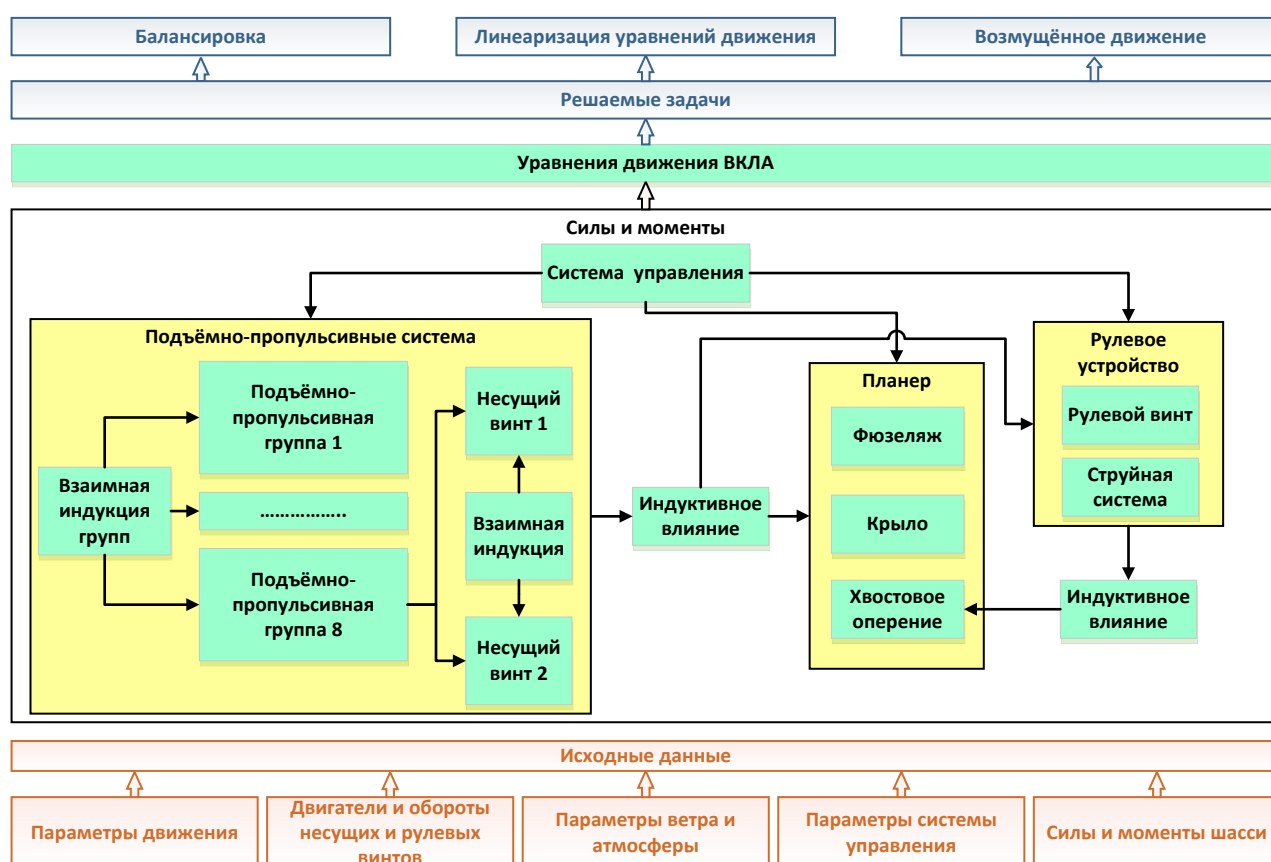 Балансировка
Линеаризация уравнений движения
Возмущённое движение
Решаемые задачи
Уравнения движения ВКЛА
Силы и моменты
Система управления
Подъёмно-пропульсивные система
Взаимная
индукция
групп
Подъёмно-
пропульсивная
группа 1
……………..
Подъёмно-
пропульсивная
группа 8
Несущий
винт 1
Взаимная
индукция
Несущий
винт 2
Индуктивное
влияние
Планер
Фюзеляж
Крыло
Хвостовое
оперение
Рулевое
устройство
Рулевой винт
Струйная
система
Индуктивное
влияние
Исходные данные
Параметры движения
Двигатели и обороты
несущих и рулевых
винтов
Параметры ветра и
атмосферы
Параметры системы
управления
Силы и моменты шасси